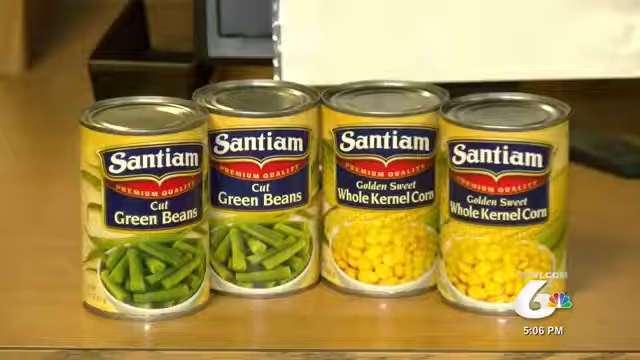 Santiam
PREMIUM QUALITY
Cut
Green Beans
Santiam
PREMIUM QUALITY
Cut
Green Beans
Santiam
PREMIUM QUALITY
Golden Sweet
Whole Kernel Corn
Santiam
PREMIUM QUALITY
Golden Sweet
Whole Kernel Corn
6
5:06 PM